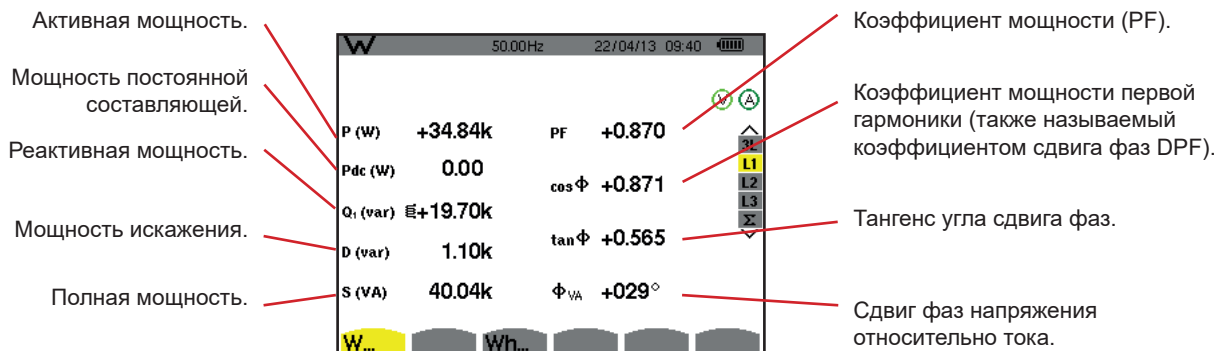 Активная мощность.
Мощность постоянной
составляющей.
Реактивная мощность.
Мощность искажения.
Полная мощность.
W 50.00Hz 22/04/13 09:40
V A
P (W) +34.84k
Pdc (W) 0.00
Q₁ (var) +19.70k
D (var) 1.10k
S (VA) 40.04k
PF +0.870
cos Φ +0.871
tan Φ +0.565
Φ VA +029°
3L
L1
L2
L3
Σ
W... Wh...
Коэффициент мощности (PF).
Коэффициент мощности первой
гармоники (также называемый
коэффициентом сдвига фаз DPF).
Тангенс угла сдвига фаз.
Сдвиг фаз напряжения
относительно тока.